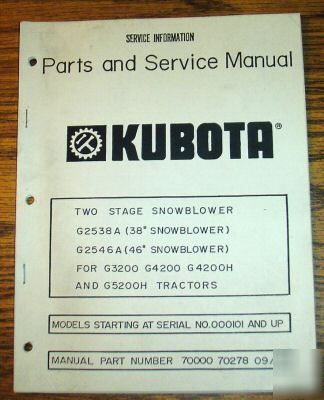 SERVICE INFORMATION
Parts and Service Manual
KUBOTA®
TWO STAGE SNOWBLOWER
G2538A (38" SNOWBLOWER)
G2546A (46" SNOWBLOWER)
FOR G3200 G4200 G4200H
AND G5200H TRACTORS
MODELS STARTING AT SERIAL NO.000101 AND UP
MANUAL PART NUMBER 70000 70278 09/